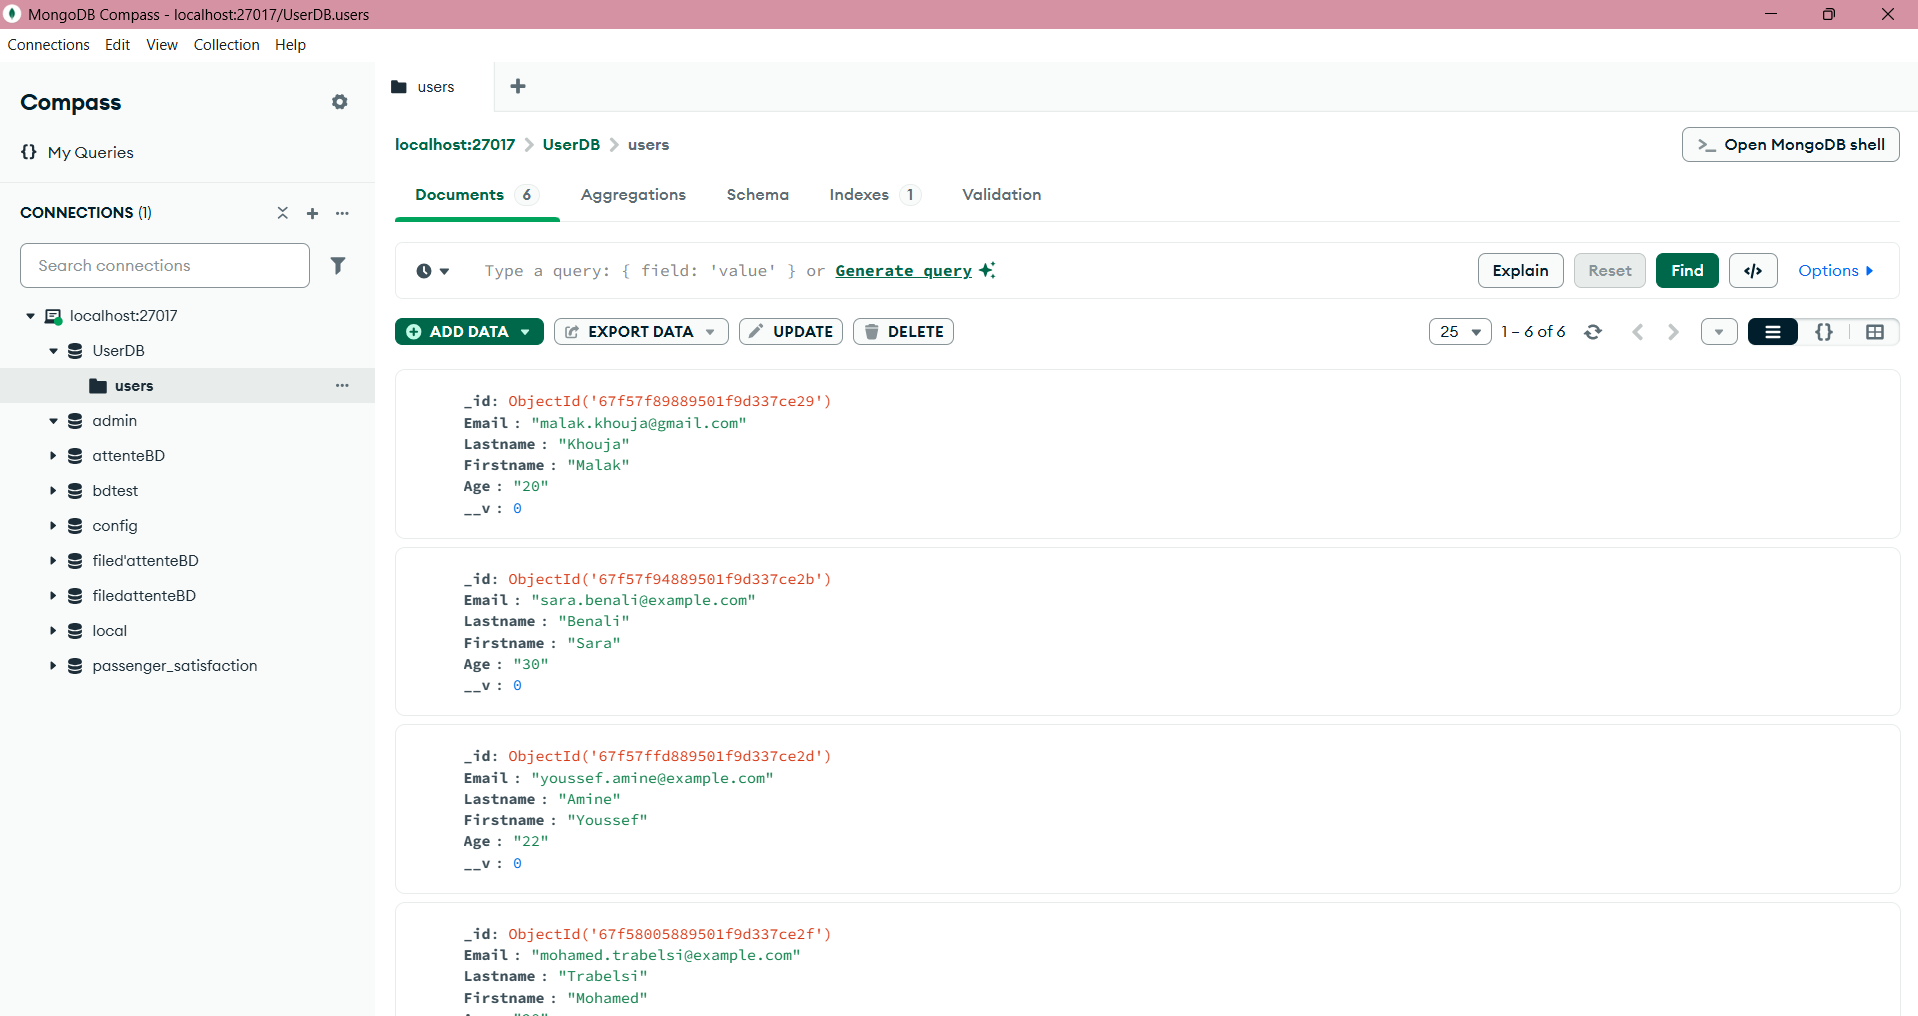 MongoDB Compass - localhost:27017/UserDB.users
Connections Edit View Collection Help
Compass
{} My Queries
CONNECTIONS (1)
Search connections
localhost:27017
UserDB
users
admin
attenteBD
bdtest
config
filed'attenteBD
filedattenteBD
local
passenger_satisfaction
users
localhost:27017 > UserDB > users
>_ Open MongoDB shell
Documents 6 Aggregations Schema Indexes 1 Validation
Type a query: { field: 'value' } or Generate query
Explain Reset Find </> Options
ADD DATA EXPORT DATA UPDATE DELETE
25 1 – 6 of 6 {}
_id: ObjectId('67f57f89889501f9d337ce29')
Email : "malak.khouja@gmail.com"
Lastname : "Khouja"
Firstname : "Malak"
Age : "20"
__v : 0
_id: ObjectId('67f57f94889501f9d337ce2b')
Email : "sara.benali@example.com"
Lastname : "Benali"
Firstname : "Sara"
Age : "30"
__v : 0
_id: ObjectId('67f57ffd889501f9d337ce2d')
Email : "youssef.amine@example.com"
Lastname : "Amine"
Firstname : "Youssef"
Age : "22"
__v : 0
_id: ObjectId('67f58005889501f9d337ce2f')
Email : "mohamed.trabelsi@example.com"
Lastname : "Trabelsi"
Firstname : "Mohamed"